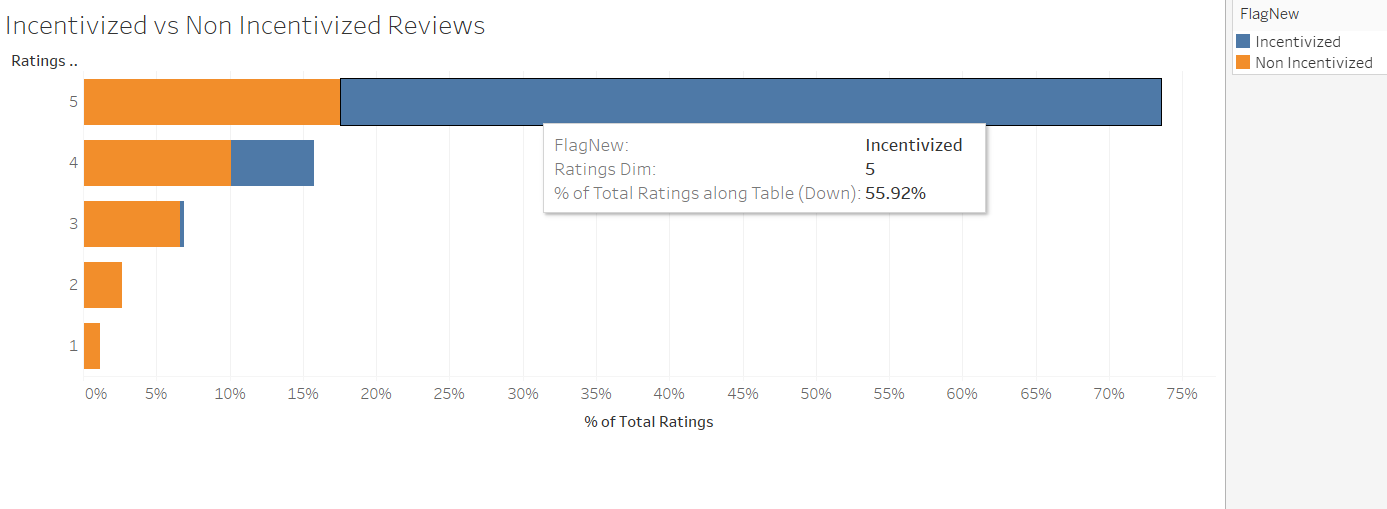 Incentivized vs Non Incentivized Reviews
Ratings ..
5
4
3
2
1
FlagNew: Incentivized
Ratings Dim: 5
% of Total Ratings along Table (Down): 55.92%
0% 5% 10% 15% 20% 25% 30% 35% 40% 45% 50% 55% 60% 65% 70% 75%
% of Total Ratings
FlagNew
Incentivized
Non Incentivized